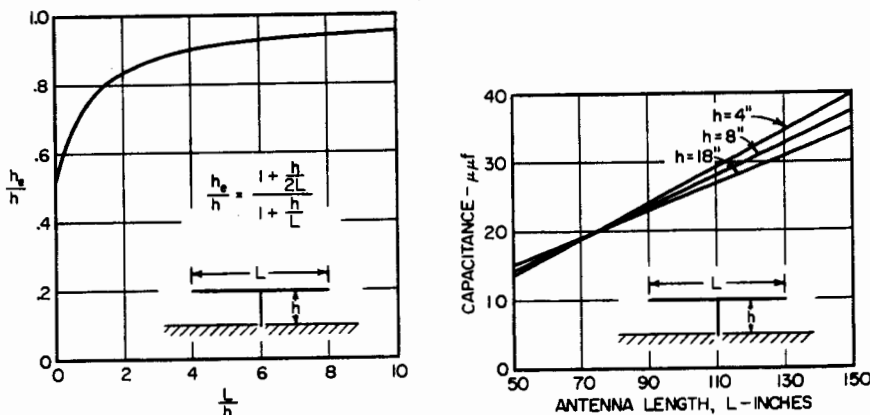 1.0
.8
.6
.4
.2
0
h_e/h
h_e/h = (1 + h/2L)/(1 + h/L)
L
h
0 2 4 6 8 10
L/h
40
30
20
10
0
CAPACITANCE - μμf
h=4"
h=8"
h=18"
L
h
50 70 90 110 130 150
ANTENNA LENGTH, L-INCHES